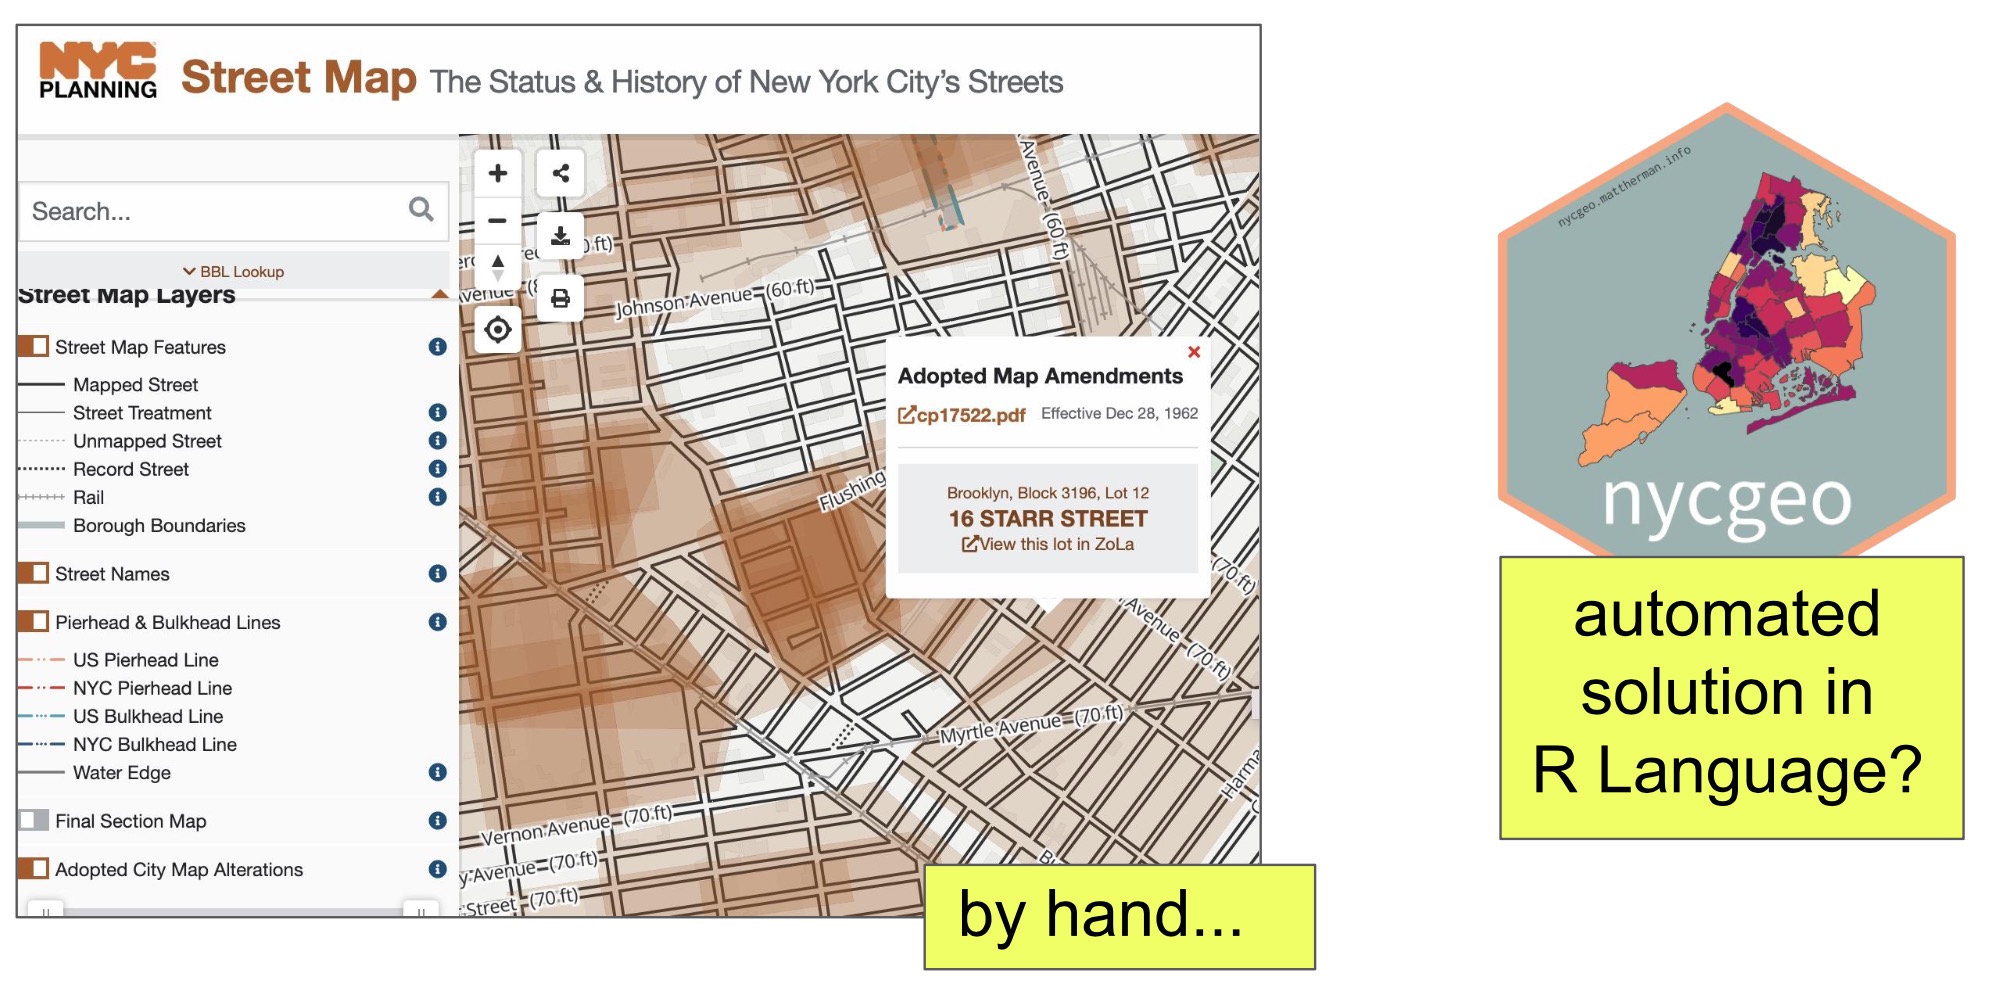 NYC
PLANNING
Street Map The Status & History of New York City's Streets
Search...
BBL Lookup
Street Map Layers
Street Map Features
Mapped Street
Street Treatment
Unmapped Street
Record Street
Rail
Borough Boundaries
Street Names
Pierhead & Bulkhead Lines
US Pierhead Line
NYC Pierhead Line
US Bulkhead Line
NYC Bulkhead Line
Water Edge
Final Section Map
Adopted City Map Alterations
Avenue (60 ft)
Johnson Avenue (60 ft)
Adopted Map Amendments
cp17522.pdf Effective Dec 28, 1962
Brooklyn, Block 3196, Lot 12
16 STARR STREET
View this lot in ZoLa
Flushing
(70 ft)
Avenue (70 ft)
Myrtle Avenue (70 ft)
Vernon Avenue (70 ft)
y Avenue (70 ft)
Street (70 ft)
by hand...
nycgeo.mattherman.info
nycgeo
automated
solution in
R Language?